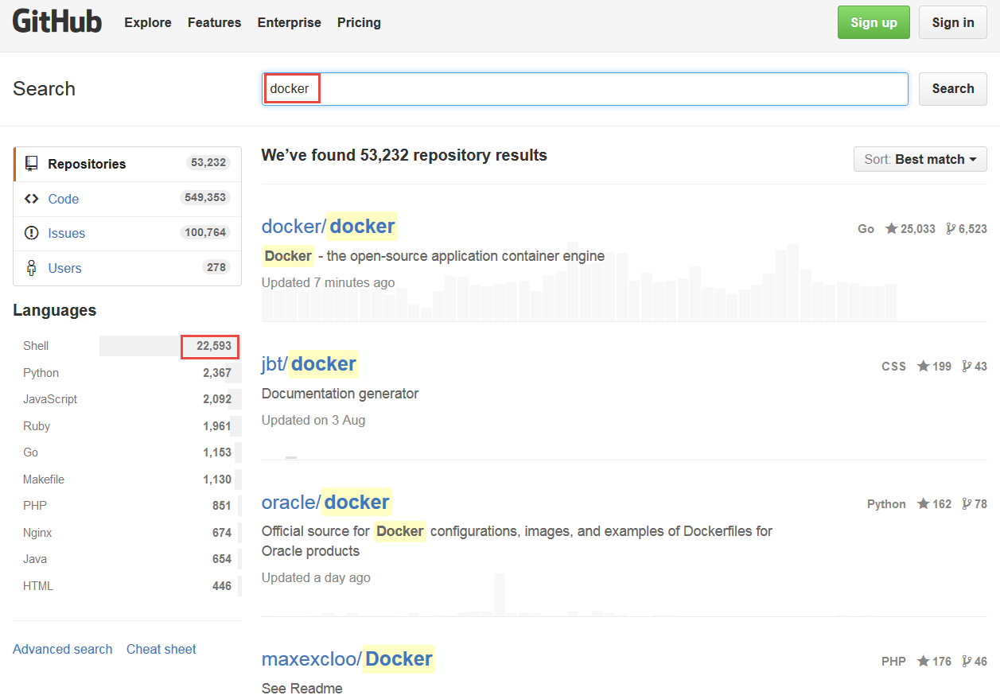 GitHub Explore Features Enterprise Pricing Sign up Sign in
Search docker Search
Repositories 53,232
Code 549,353
Issues 100,764
Users 278
Languages
Shell 22,593
Python 2,367
JavaScript 2,092
Ruby 1,961
Go 1,153
Makefile 1,130
PHP 851
Nginx 674
Java 654
HTML 446
Advanced search Cheat sheet
We’ve found 53,232 repository results Sort: Best match
docker/docker Go 25,033 6,523
Docker - the open-source application container engine
Updated 7 minutes ago
jbt/docker CSS 199 43
Documentation generator
Updated on 3 Aug
oracle/docker Python 162 78
Official source for Docker configurations, images, and examples of Dockerfiles for
Oracle products
Updated a day ago
maxexcloo/Docker PHP 176 46
See Readme